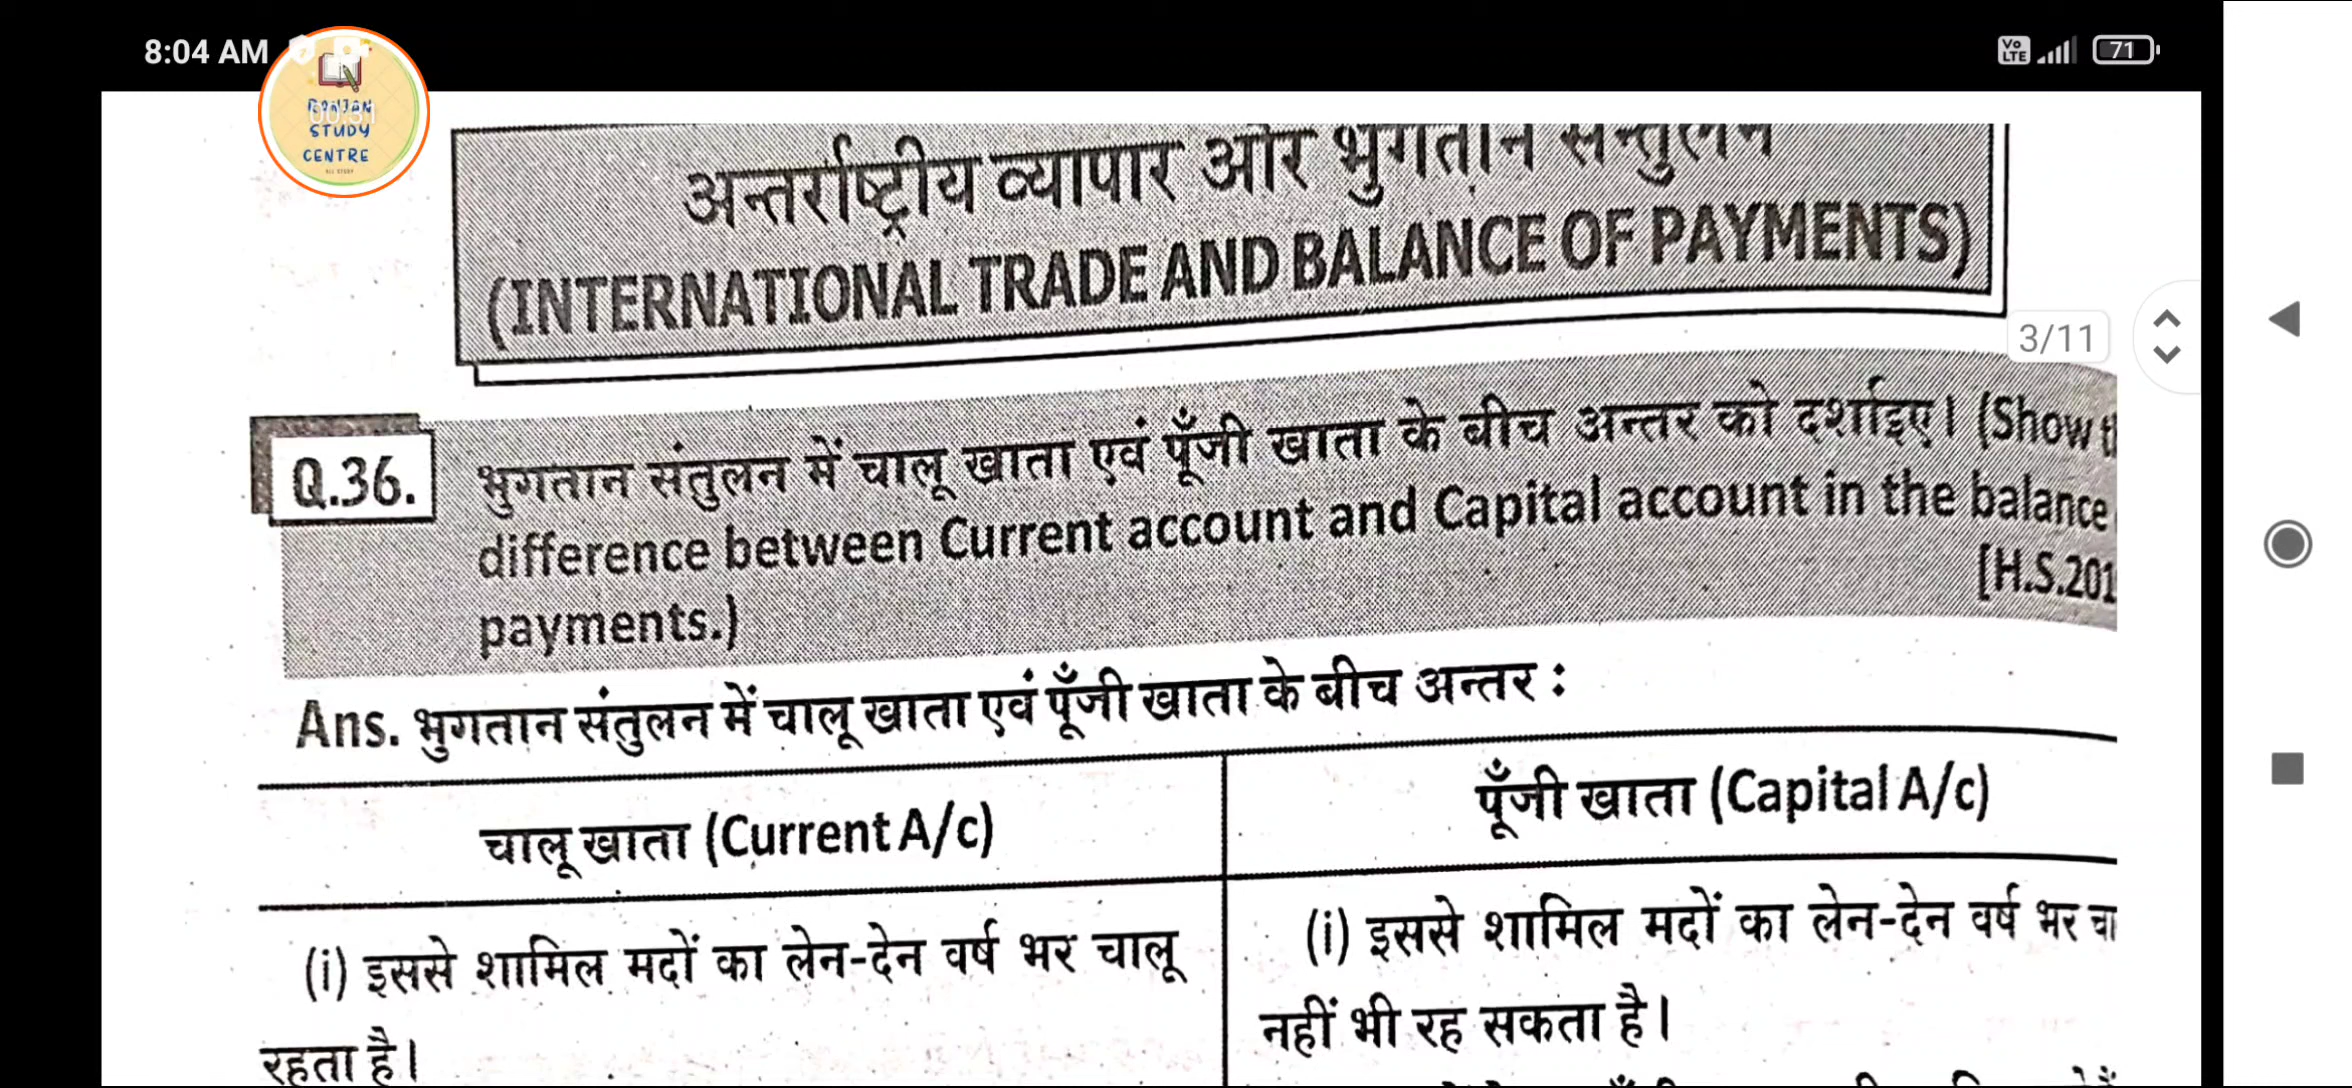 8:04 AM
Vo LTE
71
STUDY
CENTRE
अन्तर्राष्ट्रीय व्यापार और भुगतान सन्तुलन
(INTERNATIONAL TRADE AND BALANCE OF PAYMENTS)
3/11
Q.36. भुगतान संतुलन में चालू खाता एवं पूँजी खाता के बीच अन्तर को दर्शाइए। (Show
difference between Current account and Capital account in the balance
[H.S.201
payments.)
Ans. भुगतान संतुलन में चालू खाता एवं पूँजी खाता के बीच अन्तर :
चालू खाता (Current A/c)
पूँजी खाता (Capital A/c)
(i) इससे शामिल मदों का लेन-देन वर्ष भर चालू
रहता है।
(i) इससे शामिल मदों का लेन-देन वर्ष भर चा
नहीं भी रह सकता है।